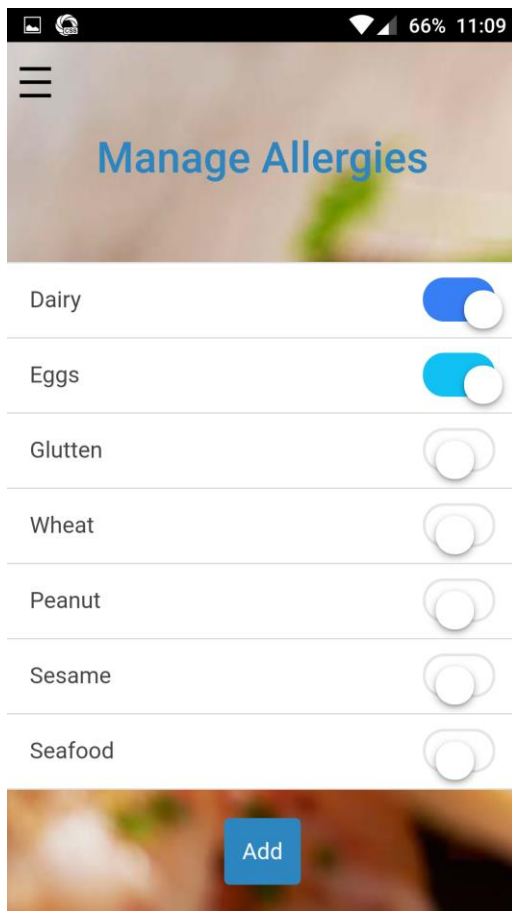 66% 11:09
Manage Allergies
Dairy
Eggs
Glutten
Wheat
Peanut
Sesame
Seafood
Add